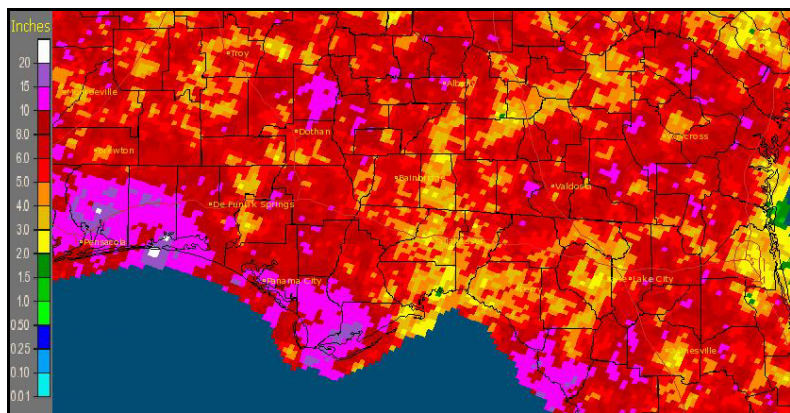 Inches
20
15
10
8.0
6.0
5.0
4.0
3.0
2.0
1.5
1.0
0.50
0.25
0.10
0.01
Troy
Albany
Dothan
Brewton
Bainbridge
Valdosta
De Funiak Springs
Pensacola
Panama City
Lake City